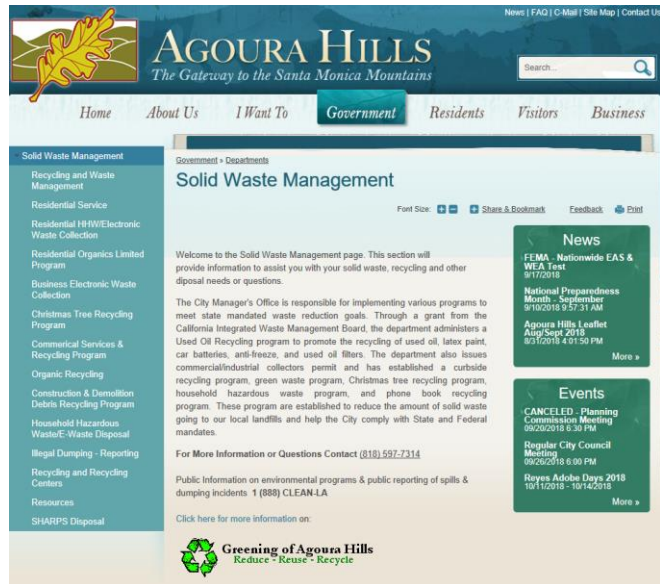 News | FAQ | C-Mail | Site Map | Contact Us
AGOURA HILLS
The Gateway to the Santa Monica Mountains
Search...
Home
About Us
I Want To
Government
Residents
Visitors
Business
Solid Waste Management
Recycling and Waste
Management
Residential Service
Residential HHW/Electronic
Waste Collection
Residential Organics Limited
Program
Business Electronic Waste
Collection
Christmas Tree Recycling
Program
Commerical Services &
Recycling Program
Organic Recycling
Construction & Demolition
Debris Recycling Program
Household Hazardous
Waste/E-Waste Disposal
Illegal Dumping - Reporting
Recycling and Recycling
Centers
Resources
SHARPS Disposal
Government » Departments
Solid Waste Management
Font Size: + - + Share & Bookmark Feedback Print
Welcome to the Solid Waste Management page. This section will
provide information to assist you with your solid waste, recycling and other
diposal needs or questions.
The City Manager's Office is responsible for implementing various programs to
meet state mandated waste reduction goals. Through a grant from the
California Integrated Waste Management Board, the department administers a
Used Oil Recycling program to promote the recycling of used oil, latex paint,
car batteries, anti-freeze, and used oil filters. The department also issues
commercial/industrial collectors permit and has established a curbside
recycling program, green waste program, Christmas tree recycling program,
household hazardous waste program, and phone book recycling
program. These program are established to reduce the amount of solid waste
going to our local landfills and help the City comply with State and Federal
mandates.
For More Information or Questions Contact (818) 597-7314
Public Information on environmental programs & public reporting of spills &
dumping incidents 1 (888) CLEAN-LA
Click here for more information on:
Greening of Agoura Hills
Reduce - Reuse - Recycle
News
FEMA - Nationwide EAS &
WEA Test
9/17/2018
National Preparedness
Month - September
9/10/2018 9:57:31 AM
Agoura Hills Leaflet
Aug/Sept 2018
8/31/2018 4:01:50 PM
More »
Events
CANCELED - Planning
Commission Meeting
09/20/2018 6:30 PM
Regular City Council
Meeting
09/26/2018 6:00 PM
Reyes Adobe Days 2018
10/11/2018 - 10/14/2018
More »